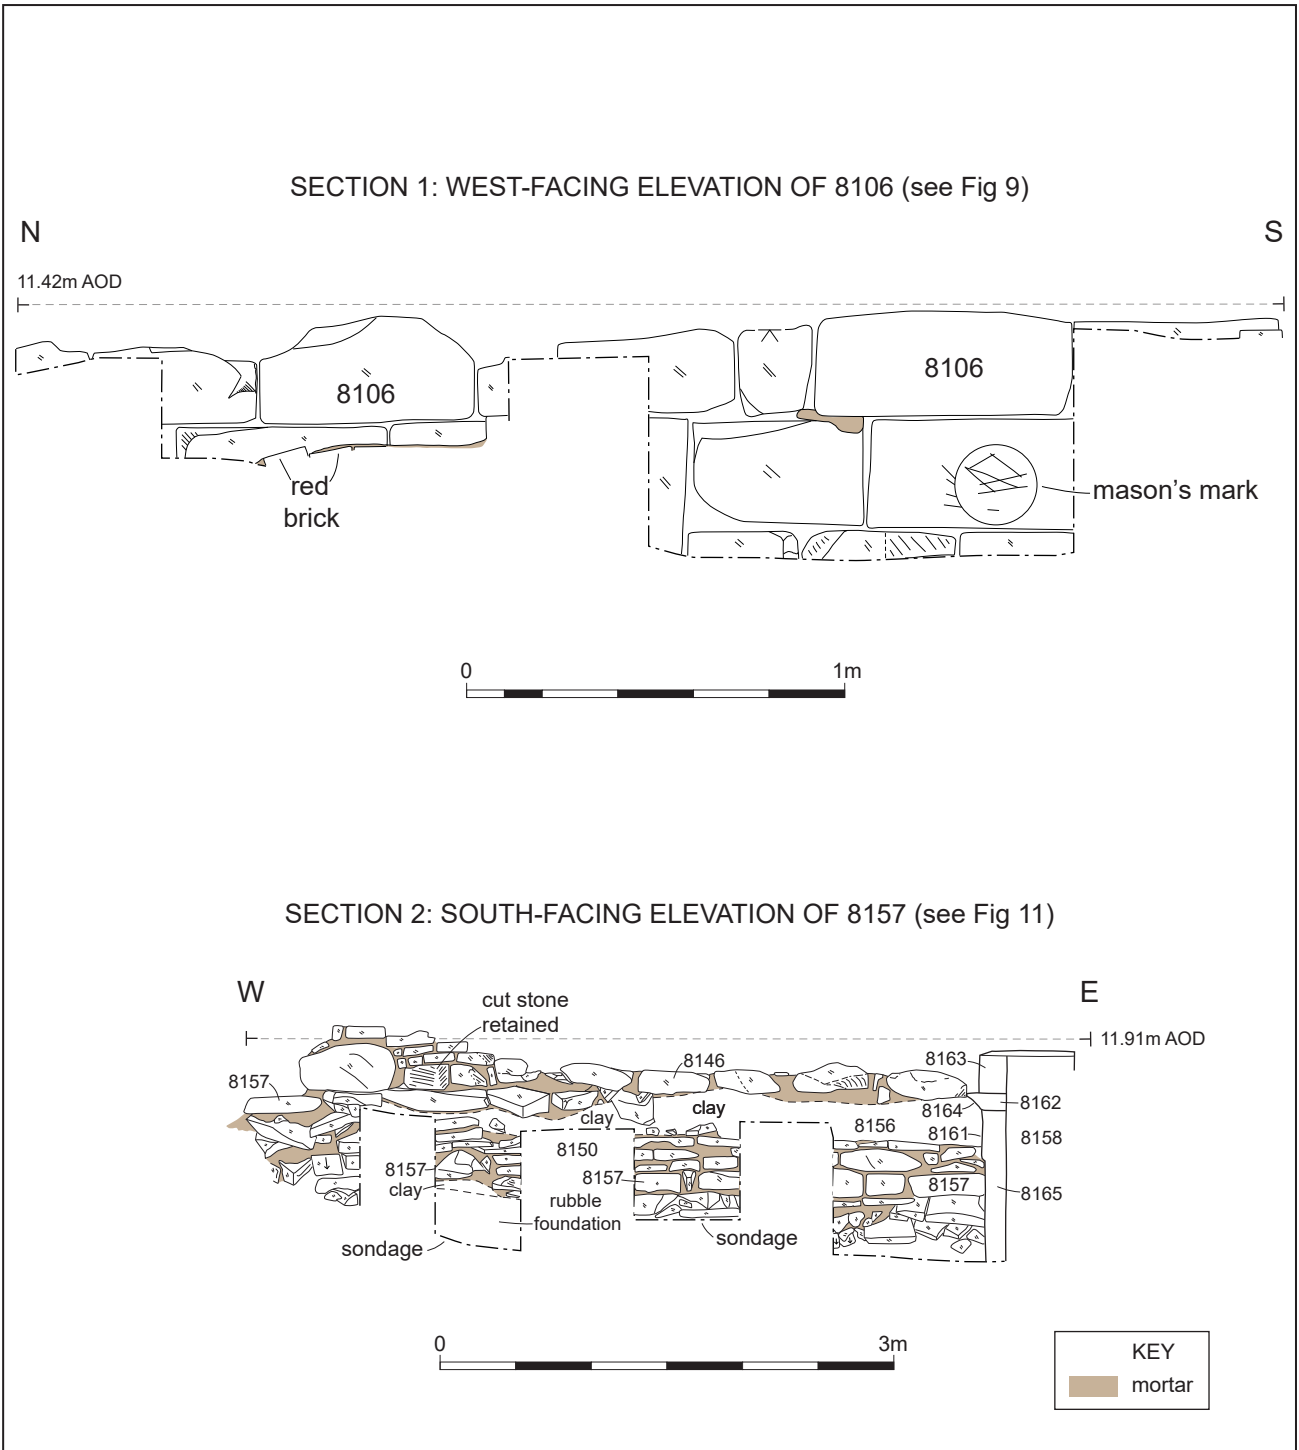 SECTION 1: WEST-FACING ELEVATION OF 8106 (see Fig 9)
N
S
11.42m AOD
8106
8106
red
brick
mason's mark
0
1m
SECTION 2: SOUTH-FACING ELEVATION OF 8157 (see Fig 11)
W
E
cut stone
retained
11.91m AOD
8146
8163
8157
8162
clay
clay
8164
8156
8161
8158
8150
8157
8157
8157
clay
8165
rubble
foundation
sondage
sondage
0
3m
KEY
mortar